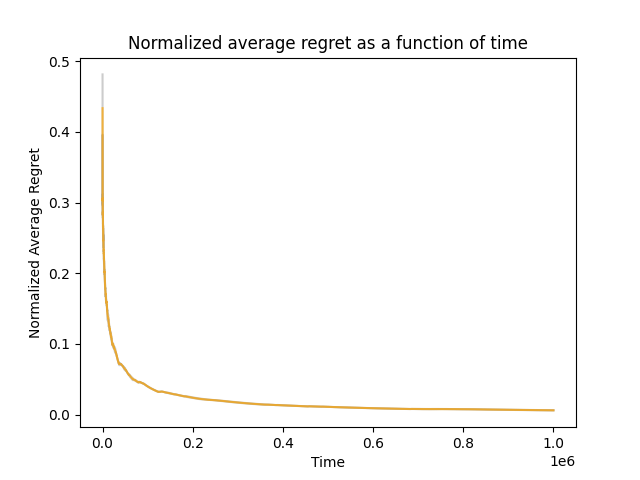 Normalized average regret as a function of time
Normalized Average Regret
0.5
0.4
0.3
0.2
0.1
0.0
0.0 0.2 0.4 0.6 0.8 1.0
1e6
Time